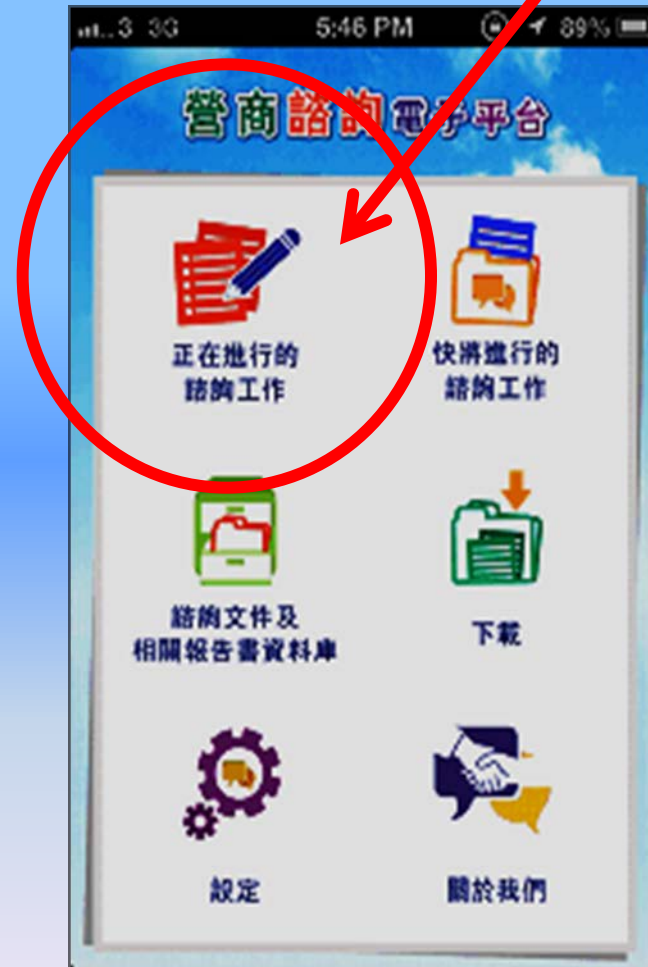 3 3G 5:46 PM 89%
營商諮詢電子平台
正在進行的
諮詢工作
快將進行的
諮詢工作
諮詢文件及
相關報告書資料庫
下載
設定
關於我們